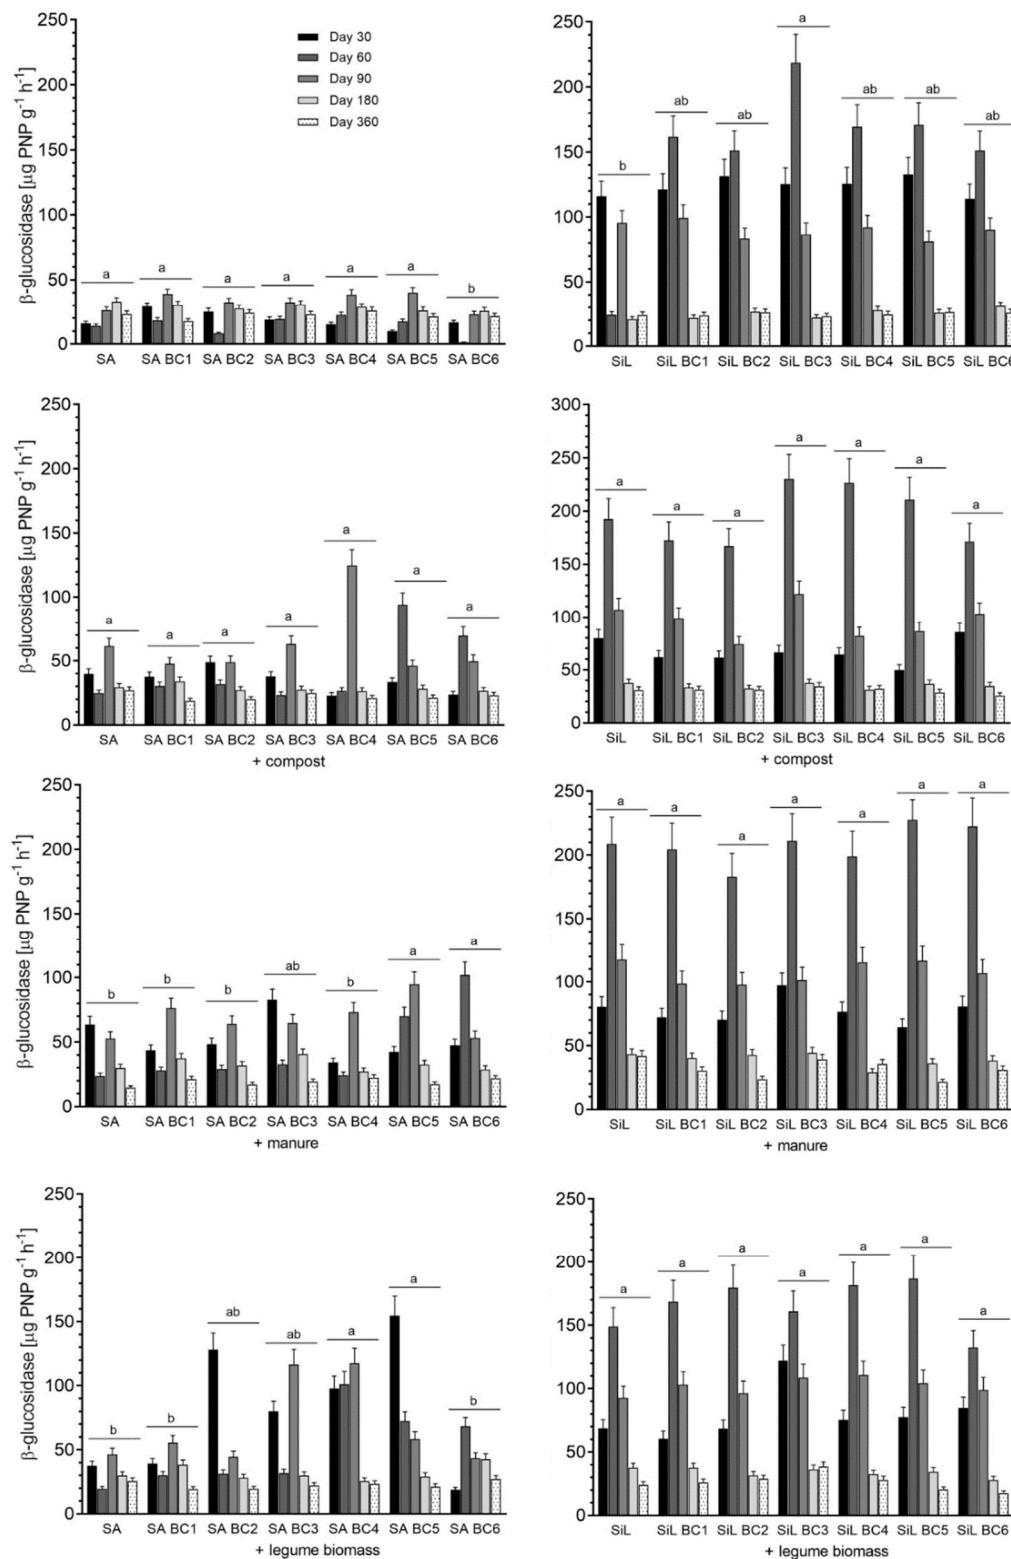 β-glucosidase [μg PNP g⁻¹ h⁻¹]
250
200
150
100
50
0
Day 30
Day 60
Day 90
Day 180
Day 360
a a a a a a b
SA SA BC1 SA BC2 SA BC3 SA BC4 SA BC5 SA BC6
250
200
150
100
50
0
b ab ab a ab ab ab
SiL SiL BC1 SiL BC2 SiL BC3 SiL BC4 SiL BC5 SiL BC6
β-glucosidase [μg PNP g⁻¹ h⁻¹]
250
200
150
100
50
0
a a a a a a a
SA SA BC1 SA BC2 SA BC3 SA BC4 SA BC5 SA BC6
+ compost
300
250
200
150
100
50
0
a a a a a a a
SiL SiL BC1 SiL BC2 SiL BC3 SiL BC4 SiL BC5 SiL BC6
+ compost
β-glucosidase [μg PNP g⁻¹ h⁻¹]
250
200
150
100
50
0
b b b ab b a a
SA SA BC1 SA BC2 SA BC3 SA BC4 SA BC5 SA BC6
+ manure
250
200
150
100
50
0
a a a a a a a
SiL SiL BC1 SiL BC2 SiL BC3 SiL BC4 SiL BC5 SiL BC6
+ manure
β-glucosidase [μg PNP g⁻¹ h⁻¹]
250
200
150
100
50
0
b b ab ab a a b
SA SA BC1 SA BC2 SA BC3 SA BC4 SA BC5 SA BC6
+ legume biomass
250
200
150
100
50
0
a a a a a a a
SiL SiL BC1 SiL BC2 SiL BC3 SiL BC4 SiL BC5 SiL BC6
+ legume biomass